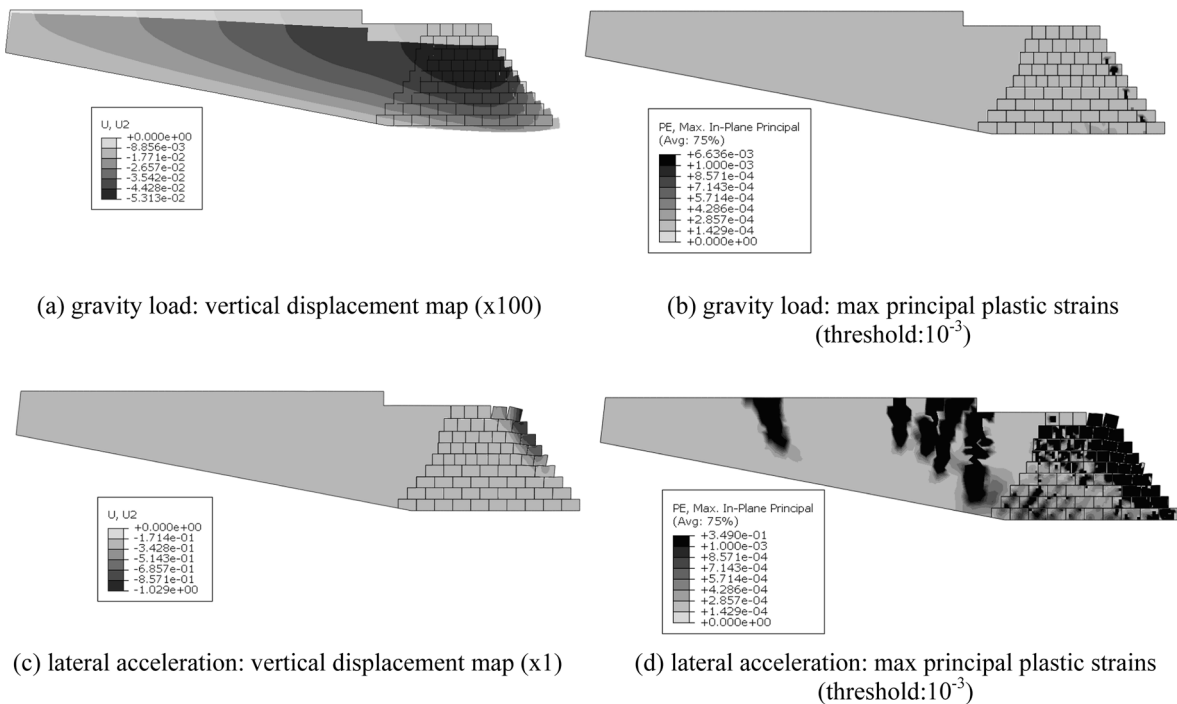 U, U2
+0.000e+00
-8.856e-03
-1.771e-02
-2.657e-02
-3.542e-02
-4.428e-02
-5.313e-02
PE, Max. In-Plane Principal
(Avg: 75%)
+6.636e-03
+1.000e-03
+8.571e-04
+7.143e-04
+5.714e-04
+4.286e-04
+2.857e-04
+1.429e-04
+0.000e+00
(a) gravity load: vertical displacement map (x100)
(b) gravity load: max principal plastic strains
(threshold:10⁻³)
U, U2
+0.000e+00
-1.714e-01
-3.428e-01
-5.143e-01
-6.857e-01
-8.571e-01
-1.029e+00
PE, Max. In-Plane Principal
(Avg: 75%)
+3.490e-01
+1.000e-03
+8.571e-04
+7.143e-04
+5.714e-04
+4.286e-04
+2.857e-04
+1.429e-04
+0.000e+00
(c) lateral acceleration: vertical displacement map (x1)
(d) lateral acceleration: max principal plastic strains
(threshold:10⁻³)